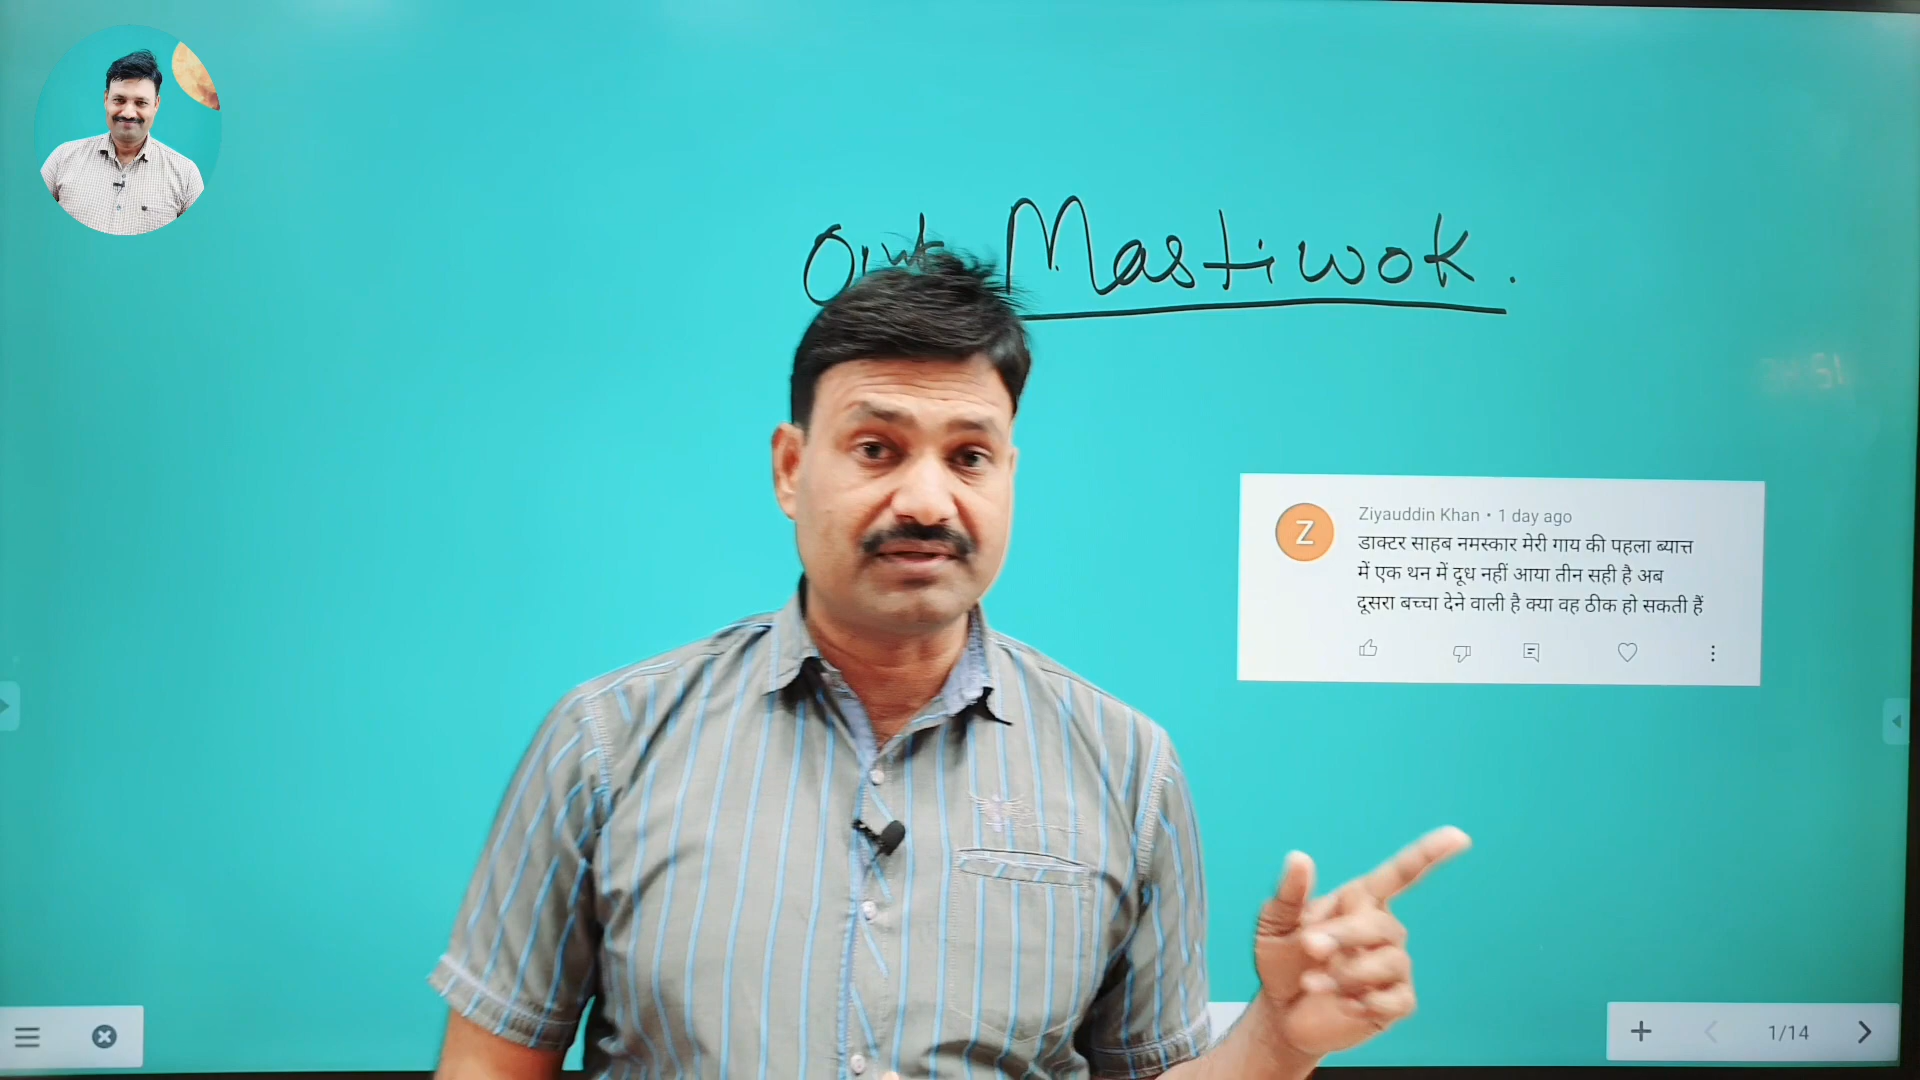 Mastiwok.
Ziyauddin Khan • 1 day ago
डाक्टर साहब नमस्कार मेरी गाय की पहला ब्यात्त
में एक थन में दूध नहीं आया तीन सही है अब
दूसरा बच्चा देने वाली है क्या वह ठीक हो सकती हैं
Z
1/14